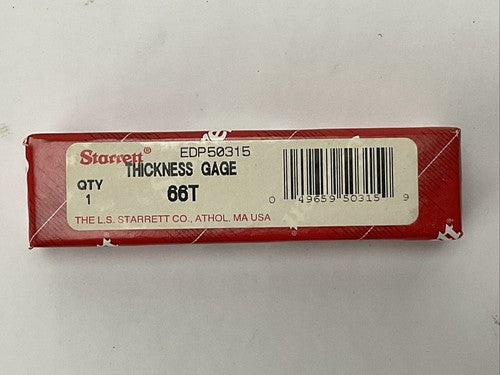 Starrett®
EDP50315
THICKNESS GAGE
QTY
1
66T
0 49659 50315 9
THE L.S. STARRETT CO., ATHOL. MA USA